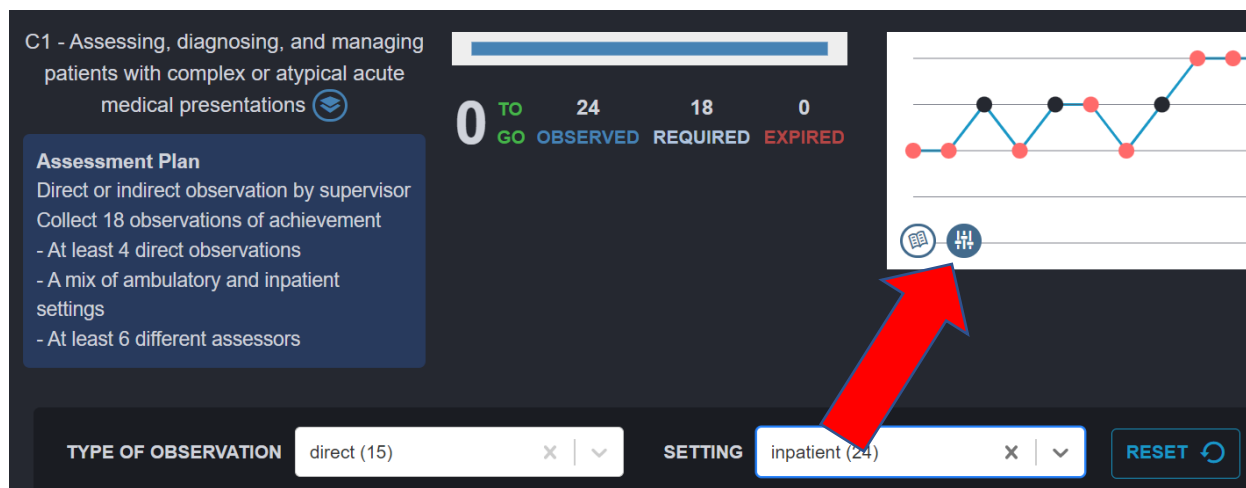 C1 - Assessing, diagnosing, and managing
patients with complex or atypical acute
medical presentations
Assessment Plan
Direct or indirect observation by supervisor
Collect 18 observations of achievement
- At least 4 direct observations
- A mix of ambulatory and inpatient
settings
- At least 6 different assessors
0 TO GO
24 OBSERVED
18 REQUIRED
0 EXPIRED
TYPE OF OBSERVATION direct (15) SETTING inpatient (24) RESET